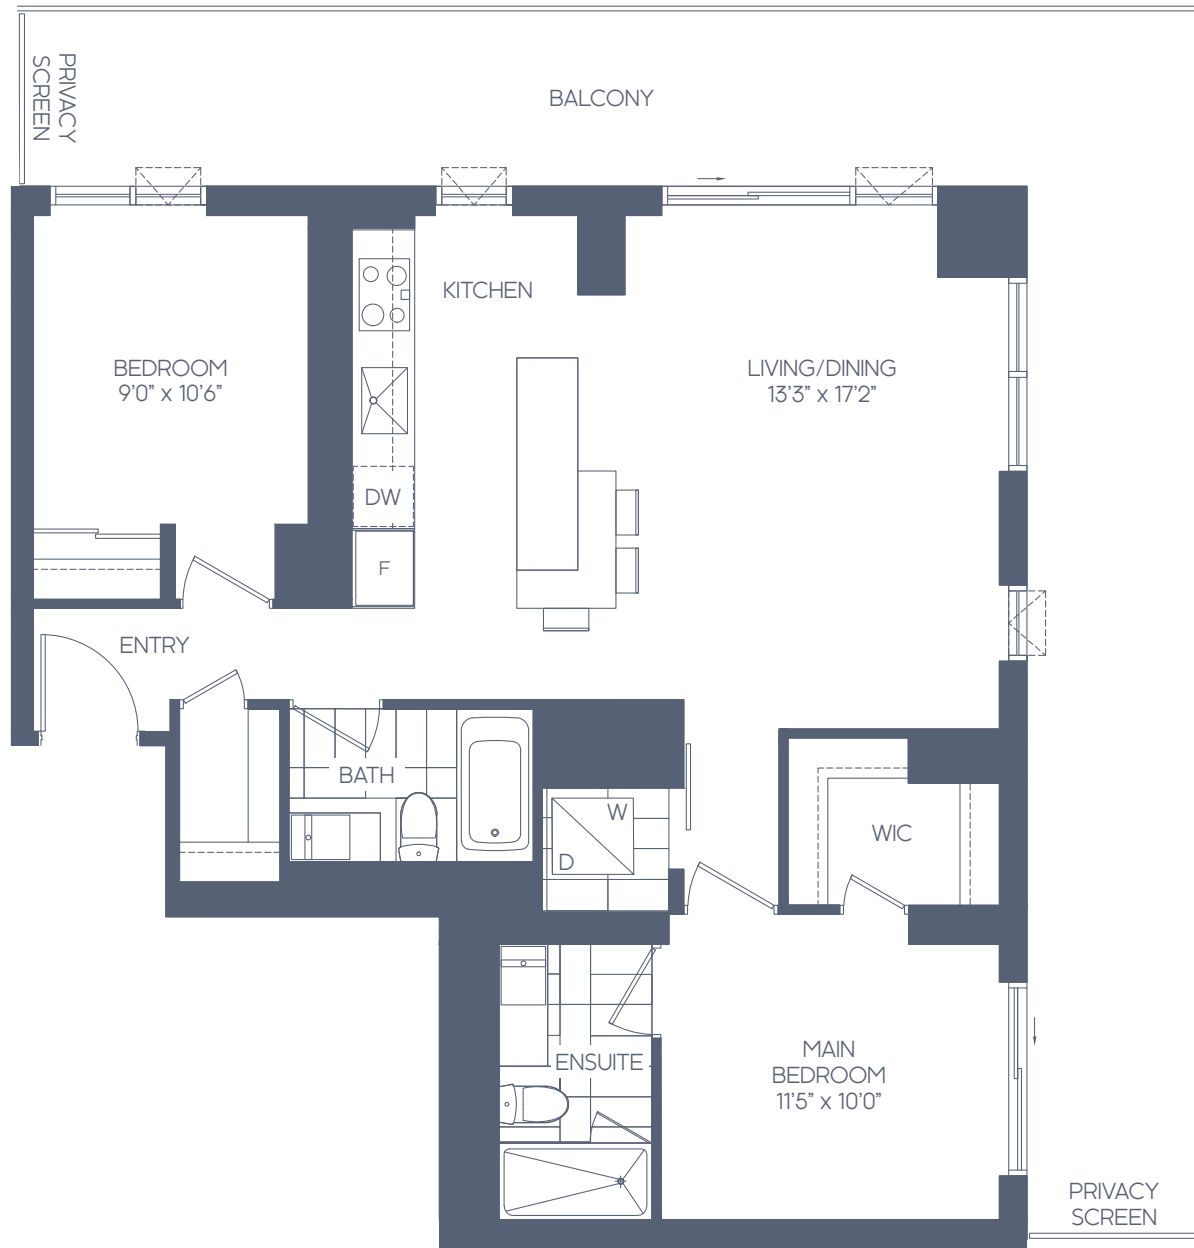 PRIVACY
SCREEN
BALCONY
KITCHEN
BEDROOM
9'0" x 10'6"
LIVING/DINING
13'3" x 17'2"
DW
F
ENTRY
BATH
W
D
WIC
ENSUITE
MAIN
BEDROOM
11'5" x 10'0"
PRIVACY
SCREEN